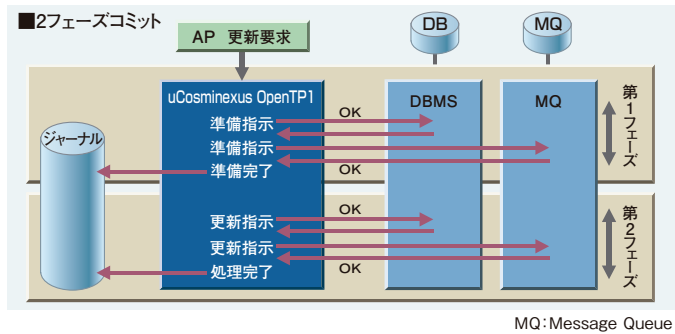 ■2フェーズコミット
AP 更新要求
DB
MQ
uCosminexus OpenTP1
DBMS
MQ
ジャーナル
準備指示
OK
準備指示
準備完了
OK
第1フェーズ
更新指示
OK
更新指示
処理完了
OK
第2フェーズ
MQ:Message Queue